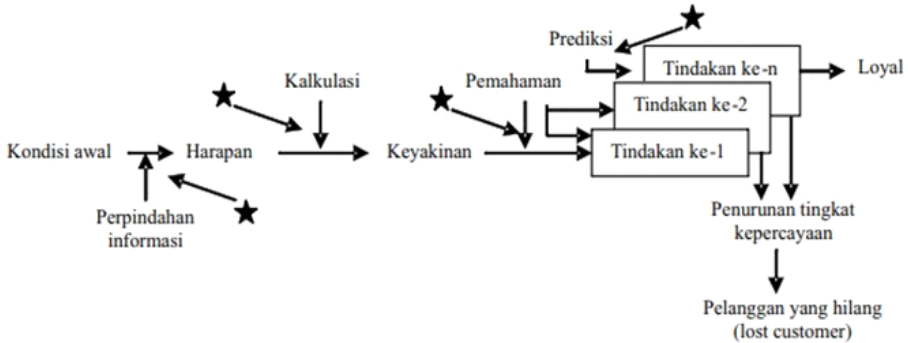 Prediksi
Tindakan ke-n
Loyal
Kalkulasi
Pemahaman
Tindakan ke-2
Kondisi awal
Harapan
Keyakinan
Tindakan ke-1
Perpindahan
informasi
Penurunan tingkat
kepercayaan
Pelanggan yang hilang
(lost customer)